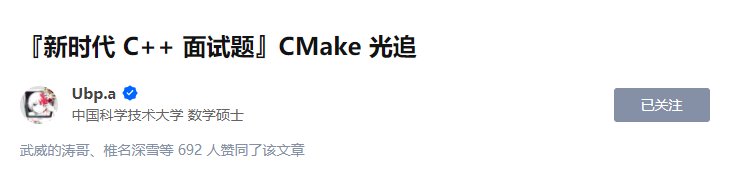 『新时代 C++ 面试题』CMake 光追
Ubp.a
中国科学技术大学 数学硕士
已关注
武威的涛哥、椎名深雪等 692 人赞同了该文章